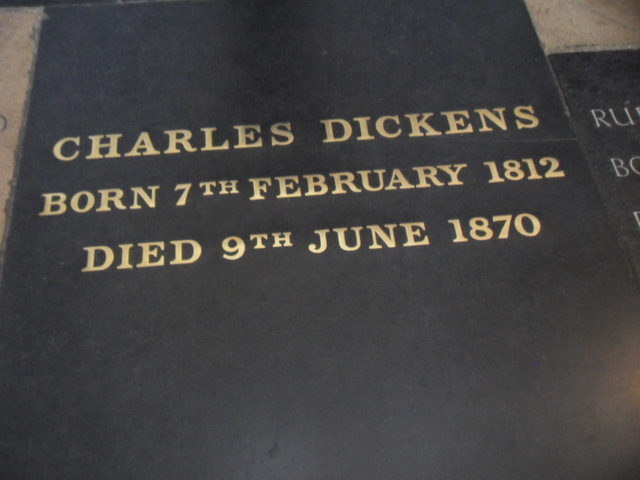 CHARLES DICKENS
BORN 7TH FEBRUARY 1812
DIED 9TH JUNE 1870